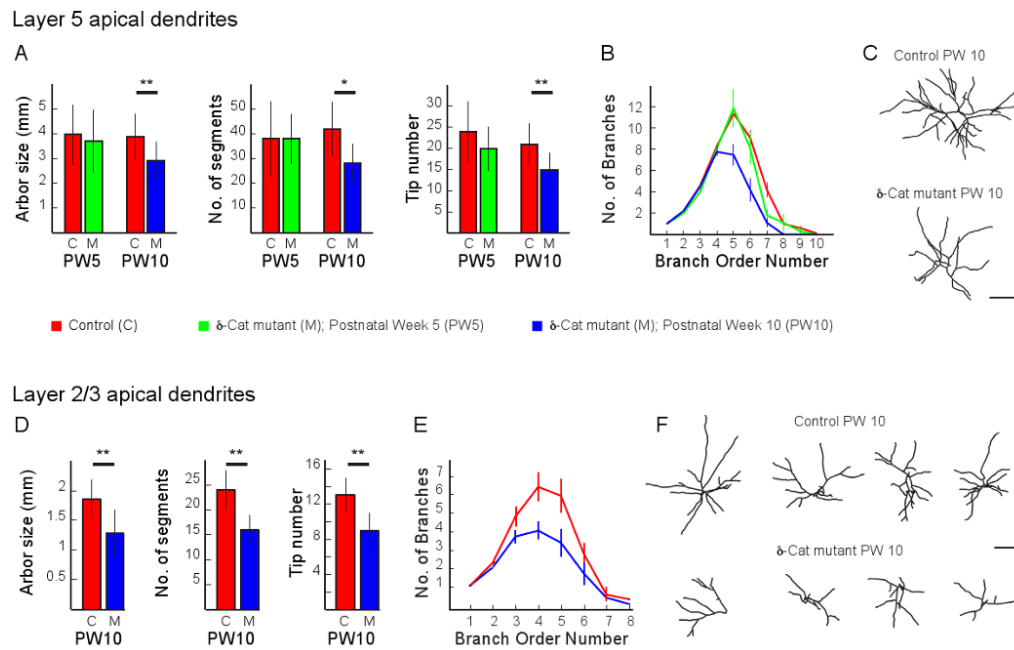 Layer 5 apical dendrites
A
B
C
Arbor size (mm)
5
4
3
2
1
**
C M C M
PW5 PW10
No. of segments
50
40
30
20
10
*
C M C M
PW5 PW10
Tip number
30
25
20
15
10
5
**
C M C M
PW5 PW10
No. of Branches
12
10
8
6
4
2
1 2 3 4 5 6 7 8 9 10
Branch Order Number
Control PW 10
δ-Cat mutant PW 10
Control (C)
δ-Cat mutant (M); Postnatal Week 5 (PW5)
δ-Cat mutant (M); Postnatal Week 10 (PW10)
Layer 2/3 apical dendrites
D
E
F
Arbor size (mm)
2
1.5
1
0.5
**
C M
PW10
No. of segments
25
20
15
10
5
**
C M
PW10
Tip number
16
12
8
4
**
C M
PW10
No. of Branches
7
6
5
4
3
2
1
1 2 3 4 5 6 7 8
Branch Order Number
Control PW 10
δ-Cat mutant PW 10